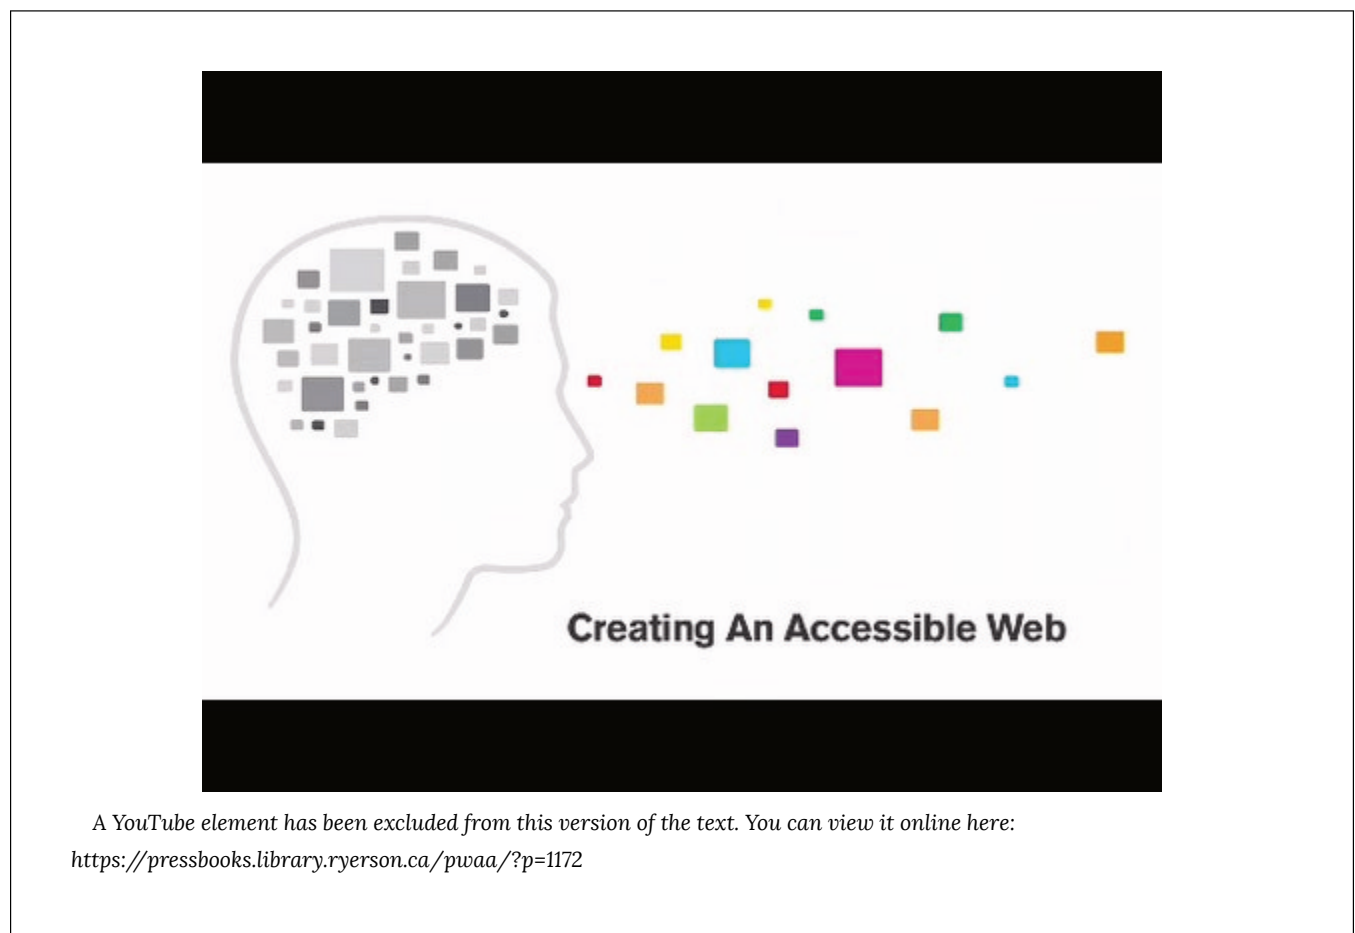 Creating An Accessible Web
A YouTube element has been excluded from this version of the text. You can view it online here:
https://pressbooks.library.ryerson.ca/pwaa/?p=1172